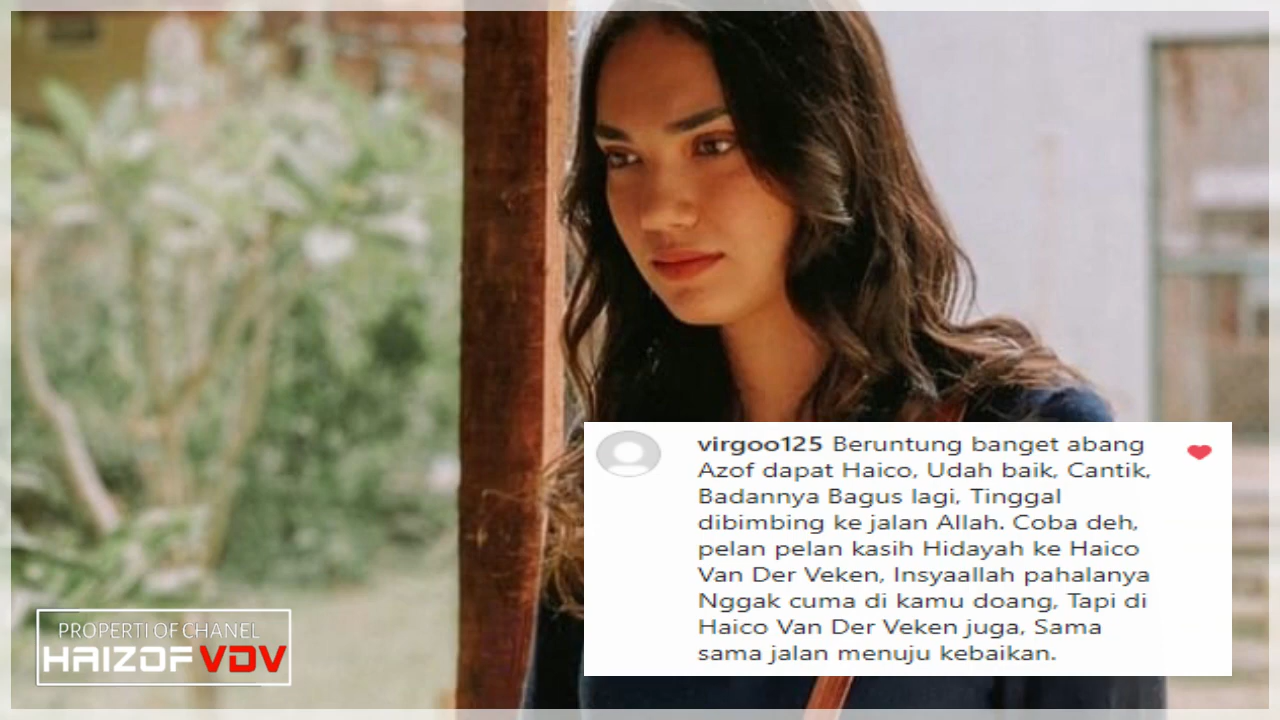 virgoo125 Beruntung banget abang
Azof dapat Haico, Udah baik, Cantik,
Badannya Bagus lagi, Tinggal
dibimbing ke jalan Allah. Coba deh,
pelan pelan kasih Hidayah ke Haico
Van Der Veken, Insyaallah pahalanya
Nggak cuma di kamu doang, Tapi di
Haico Van Der Veken juga, Sama
sama jalan menuju kebaikan.
PROPERTI OF CHANEL
HAIZOF VDV